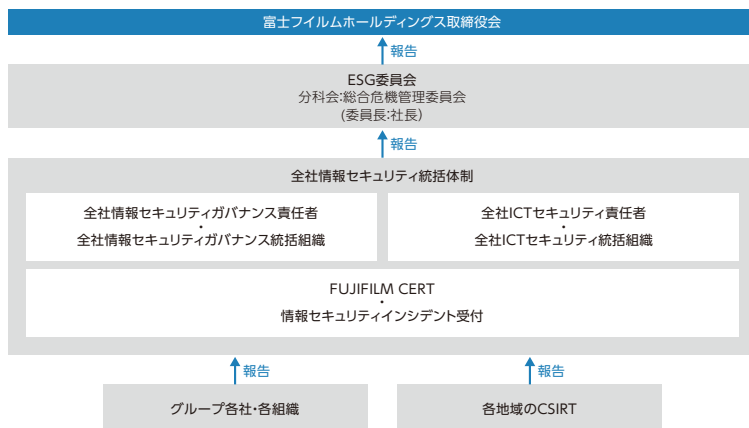 富士フイルムホールディングス取締役会
報告
ESG委員会
分科会:総合危機管理委員会
(委員長:社長)
報告
全社情報セキュリティ統括体制
全社情報セキュリティガバナンス責任者
・
全社情報セキュリティガバナンス統括組織
全社ICTセキュリティ責任者
・
全社ICTセキュリティ統括組織
FUJIFILM CERT
・
情報セキュリティインシデント受付
報告
報告
グループ各社・各組織
各地域のCSIRT